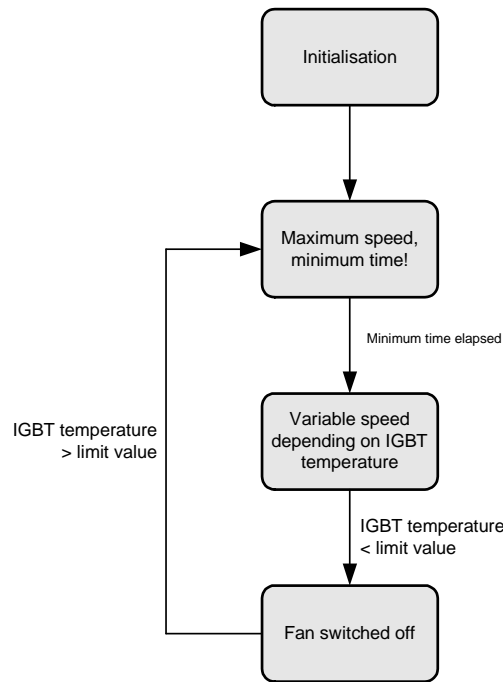 Initialisation
Maximum speed,
minimum time!
Minimum time elapsed
Variable speed
depending on IGBT
temperature
IGBT temperature
> limit value
IGBT temperature
< limit value
Fan switched off